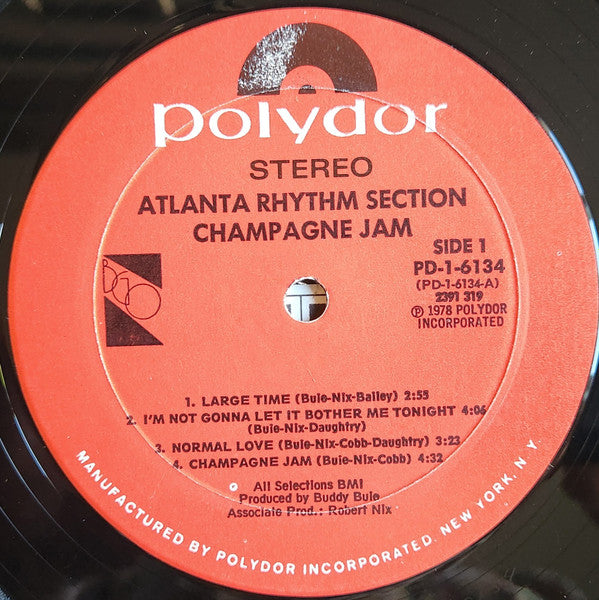 polydor
STEREO
ATLANTA RHYTHM SECTION
CHAMPAGNE JAM
SIDE 1
PD-1-6134
(PD-1-6134-A)
2391 319
℗ 1978 POLYDOR
INCORPORATED
BGO
1. LARGE TIME (Buie-Nix-Bailey) 2:55
2. I'M NOT GONNA LET IT BOTHER ME TONIGHT 4:06
(Buie-Nix-Daughtry)
3. NORMAL LOVE (Buie-Nix-Cobb-Daughtry) 3:23
4. CHAMPAGNE JAM (Buie-Nix-Cobb) 4:32
All Selections BMI
Produced by Buddy Buie
Associate Prod.: Robert Nix
MANUFACTURED BY POLYDOR INCORPORATED, NEW YORK, N.Y.